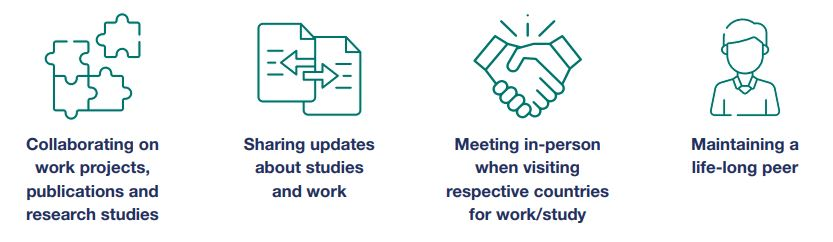 Collaborating on
work projects,
publications and
research studies
Sharing updates
about studies
and work
Meeting in-person
when visiting
respective countries
for work/study
Maintaining a
life-long peer